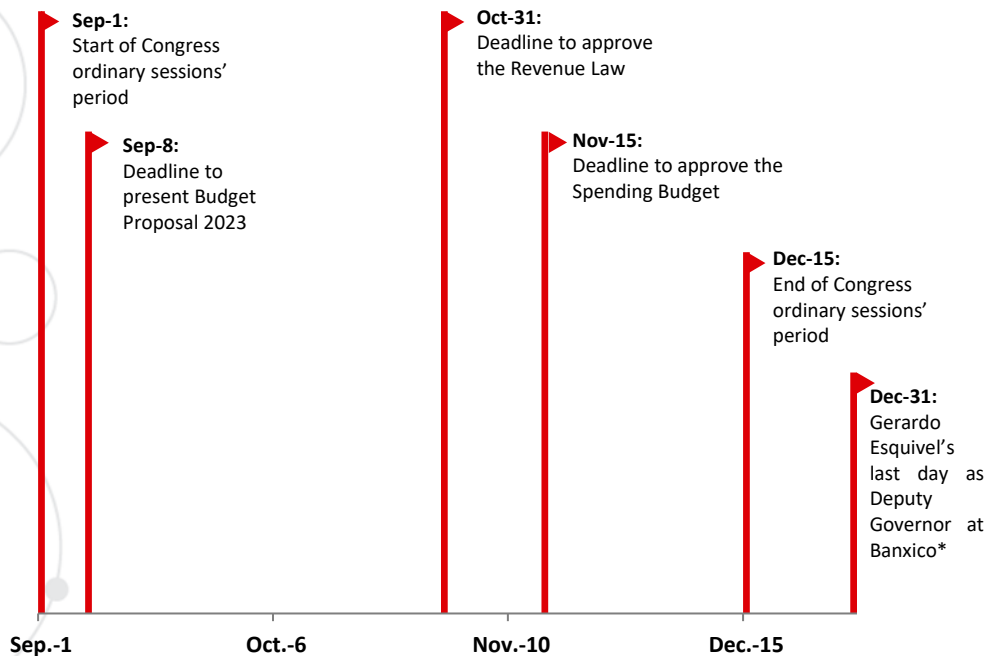 Sep-1:
Start of Congress
ordinary sessions’
period
Sep-8:
Deadline to
present Budget
Proposal 2023
Oct-31:
Deadline to approve
the Revenue Law
Nov-15:
Deadline to approve the
Spending Budget
Dec-15:
End of Congress
ordinary sessions’
period
Dec-31:
Gerardo
Esquivel’s
last day as
Deputy
Governor at
Banxico*
Sep.-1
Oct.-6
Nov.-10
Dec.-15